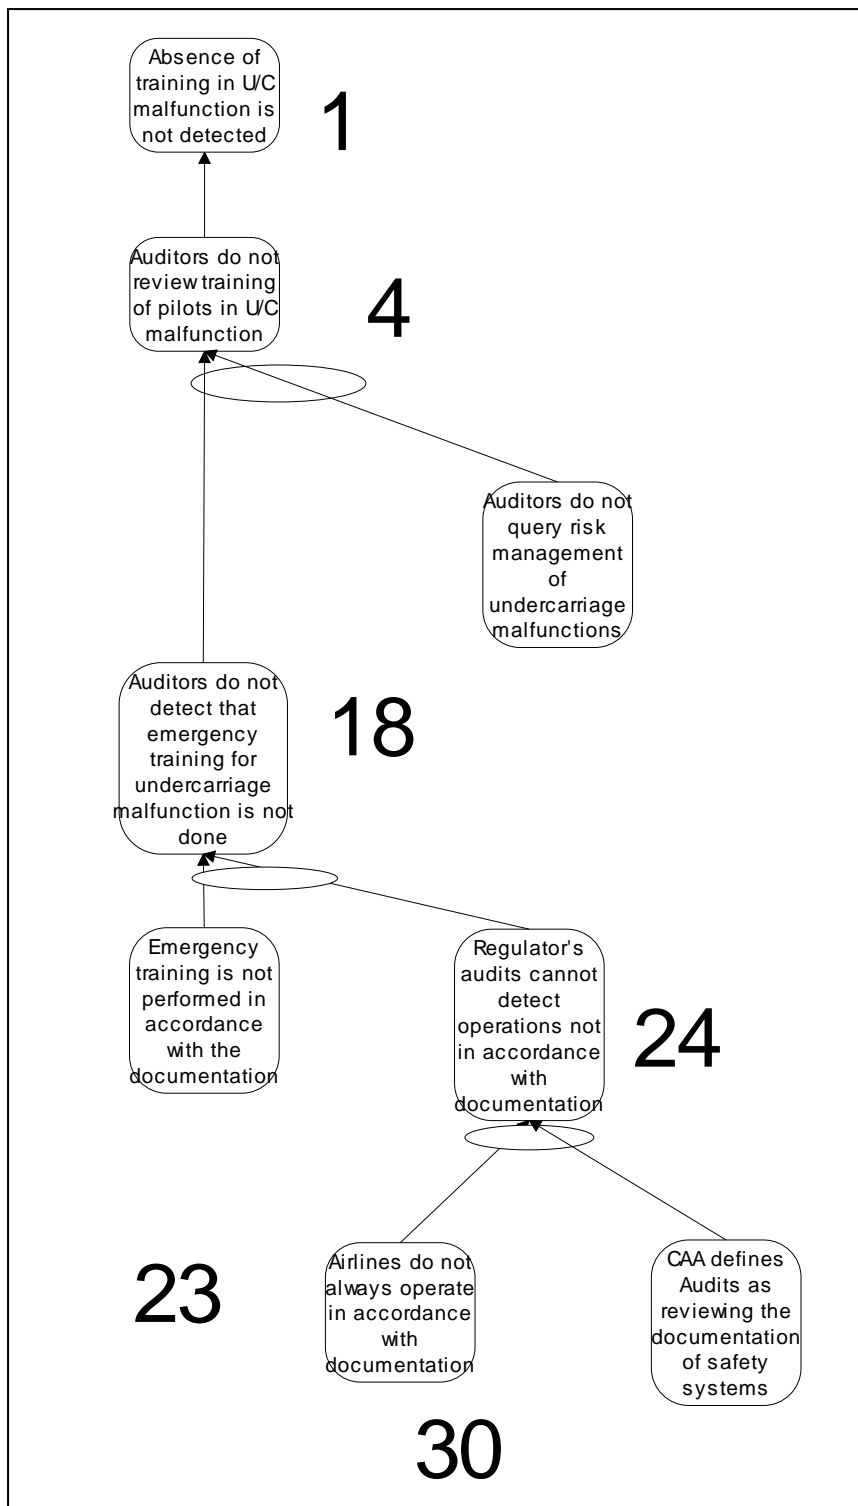 Absence of
training in U/C
malfunction is
not detected
1
Auditors do not
review training
of pilots in U/C
malfunction
4
Auditors do not
query risk
management
of
undercarriage
malfunctions
Auditors do not
detect that
emergency
training for
undercarriage
malfunction is not
done
18
Emergency
training is not
performed in
accordance
with the
documentation
Regulator's
audits cannot
detect
operations not
in accordance
with
documentation
24
23
Airlines do not
always operate
in accordance
with
documentation
CAA defines
Audits as
reviewing the
documentation
of safety
systems
30